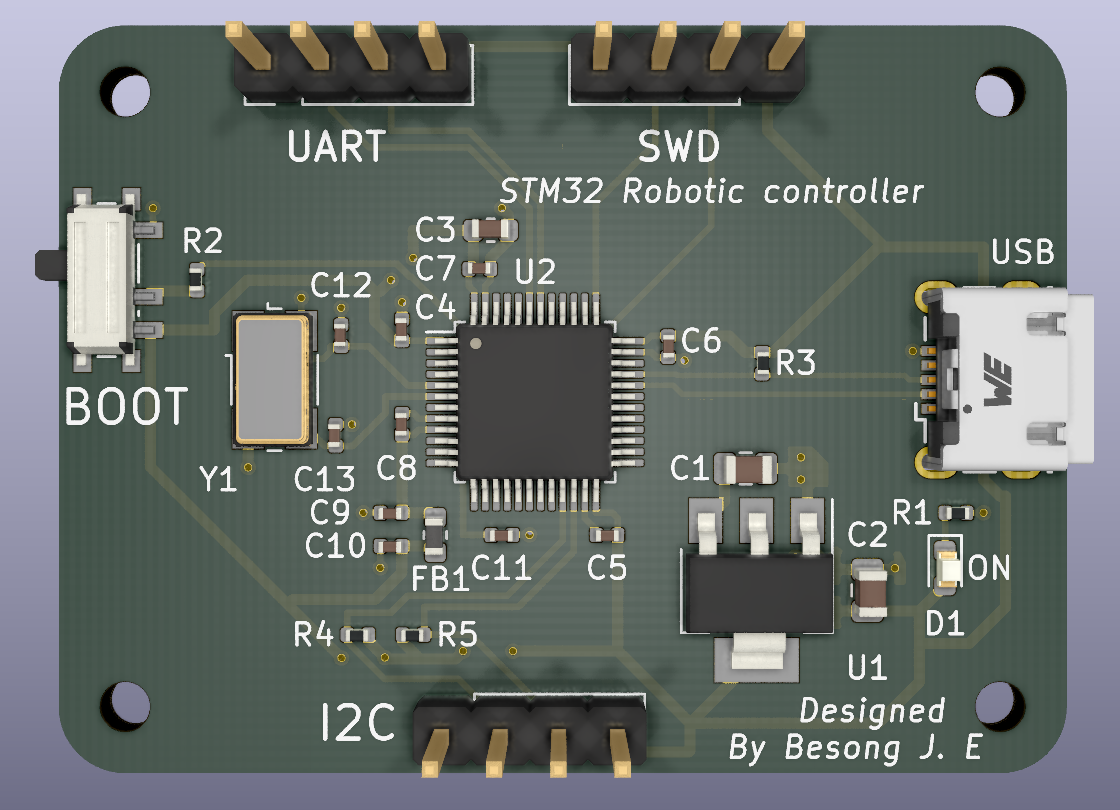 UART
SWD
STM32 Robotic controller
C3
R2
C7
U2
USB
C12
C4
C6
R3
WE
BOOT
C8
C1
Y1
C13
C9
R1
C10
C2
FB1
C11
C5
ON
D1
R4
R5
U1
I2C
Designed
By Besong J. E